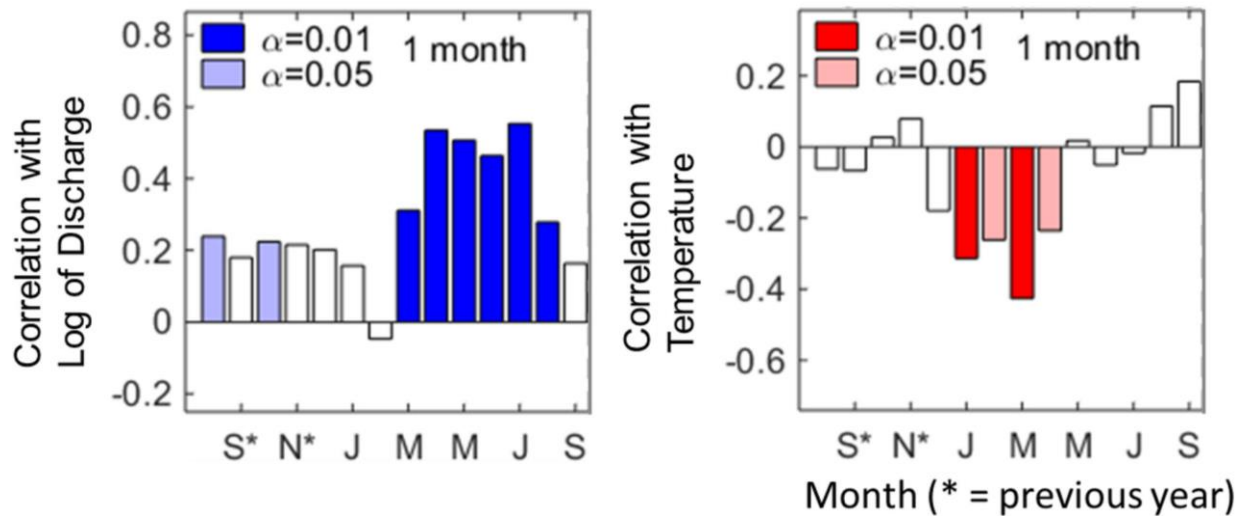 Correlation with
Log of Discharge
0.8
0.6
0.4
0.2
0
-0.2
α=0.01
α=0.05
1 month
S* N* J M M J S
Correlation with
Temperature
0.2
0
-0.2
-0.4
-0.6
α=0.01
α=0.05
1 month
S* N* J M M J S
Month (* = previous year)